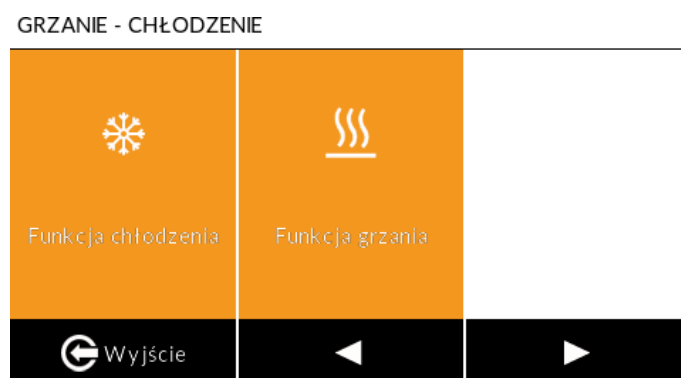 GRZANIE - CHŁODZENIE
Funkcja chłodzenia
Funkcja grzania
Wyjście